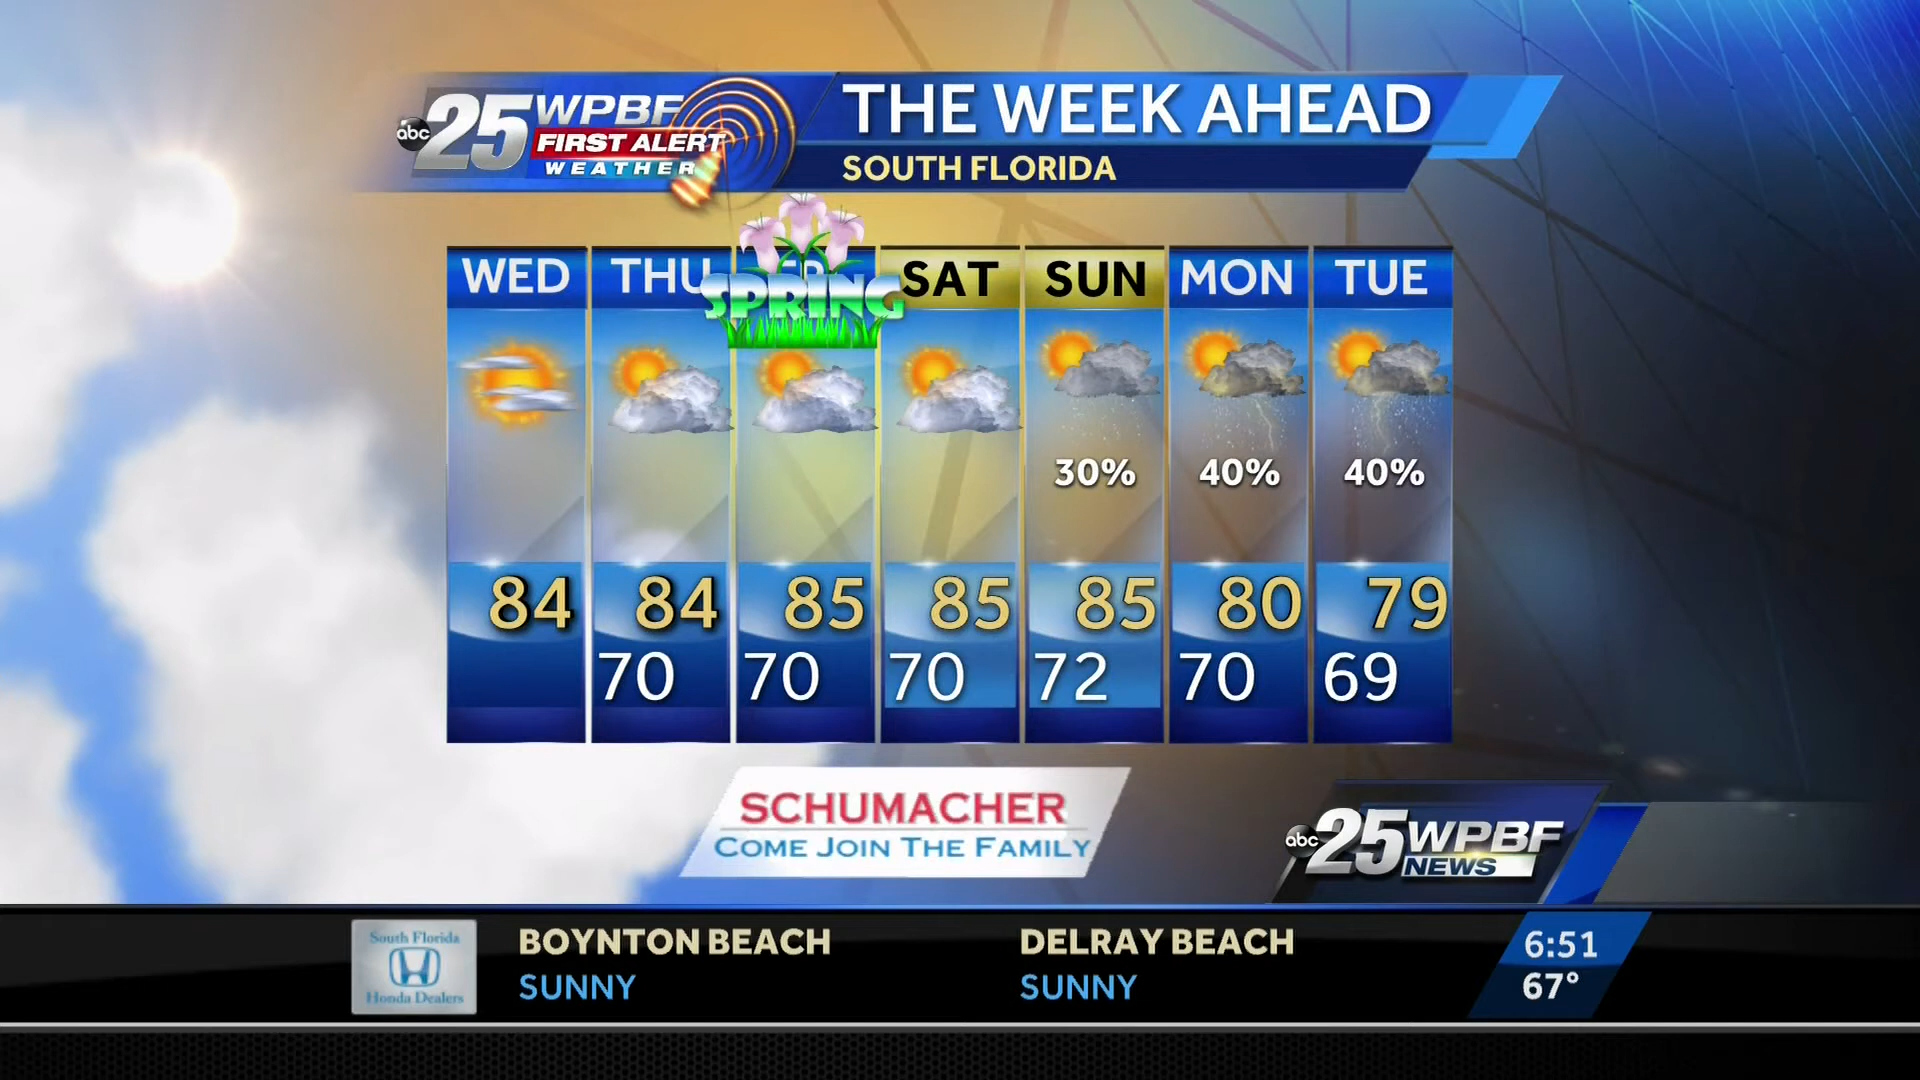 abc 25 WPBF
FIRST ALERT
WEATHER
THE WEEK AHEAD
SOUTH FLORIDA
WED THU FRI SAT SUN MON TUE
SPRING
30% 40% 40%
84 84 85 85 85 80 79
70 70 70 72 70 69
SCHUMACHER
COME JOIN THE FAMILY
abc 25 WPBF
NEWS
South Florida
Honda Dealers
BOYNTON BEACH
SUNNY
DELRAY BEACH
SUNNY
6:51
67°